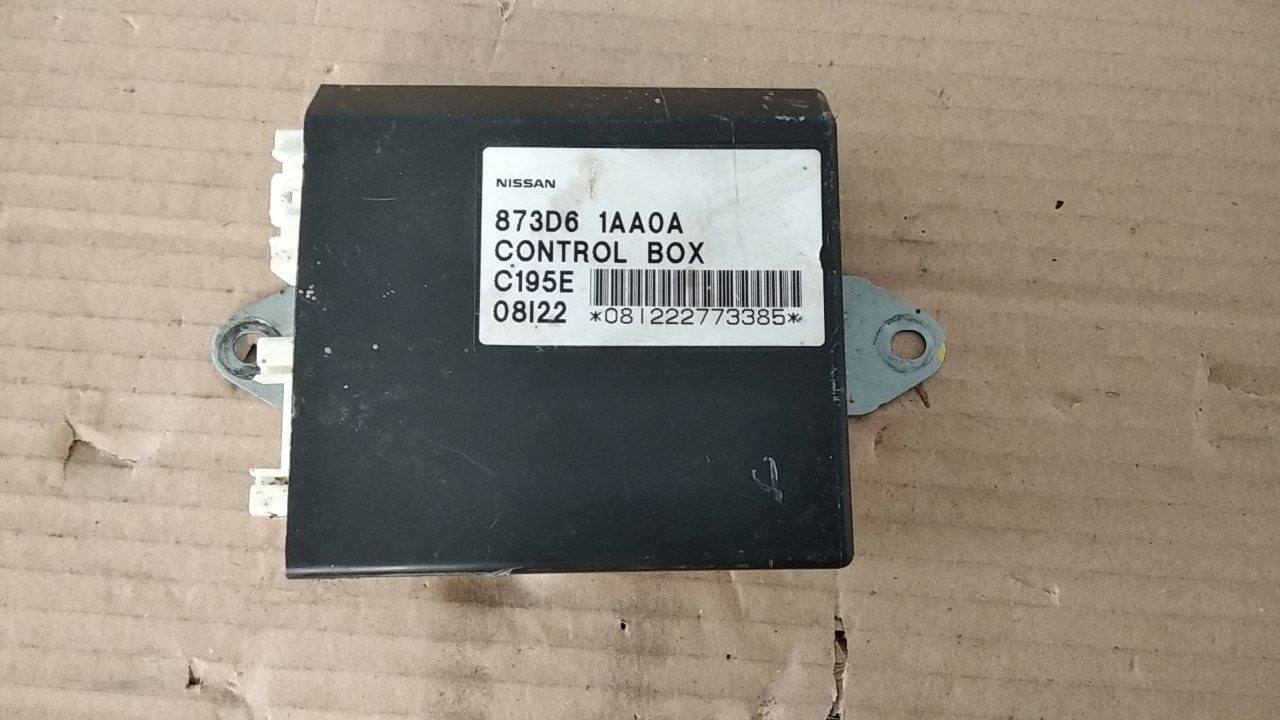 NISSAN
873D6 1AA0A
CONTROL BOX
C195E
08I22 *081222773385*